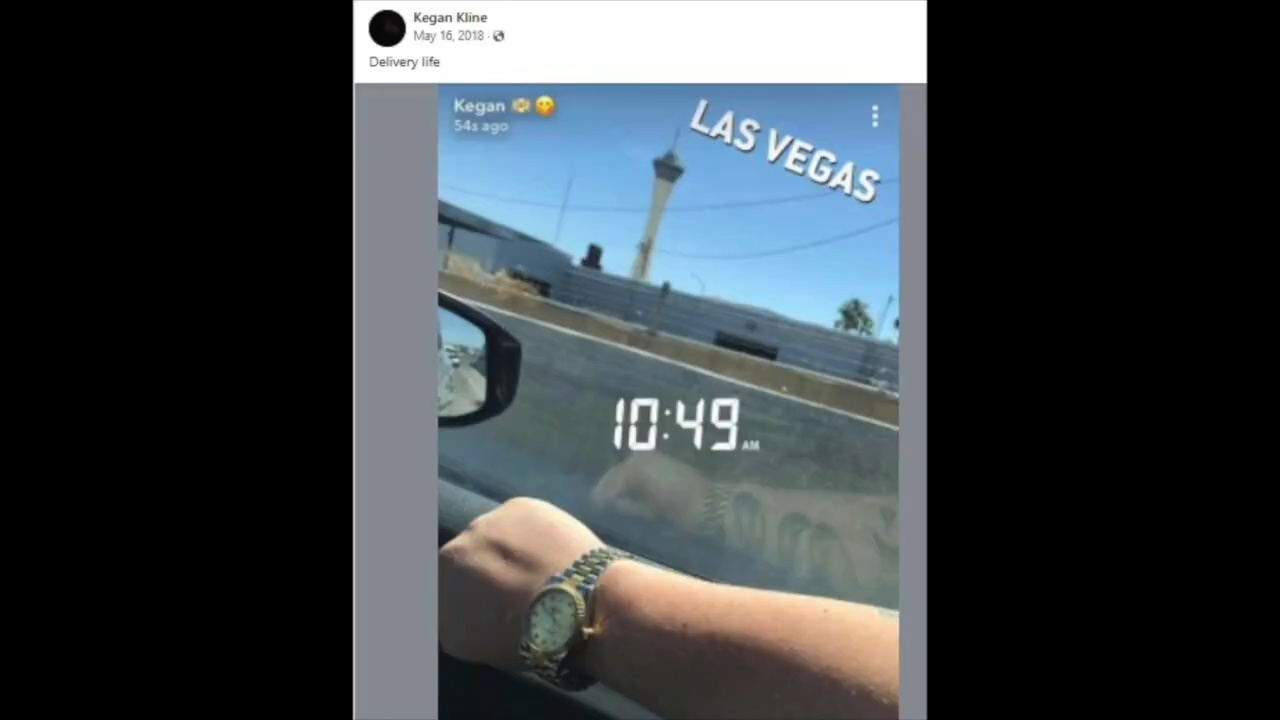 Kegan Kline
May 16, 2018 ·
Delivery life
Kegan
54s ago
LAS VEGAS
10:49 AM